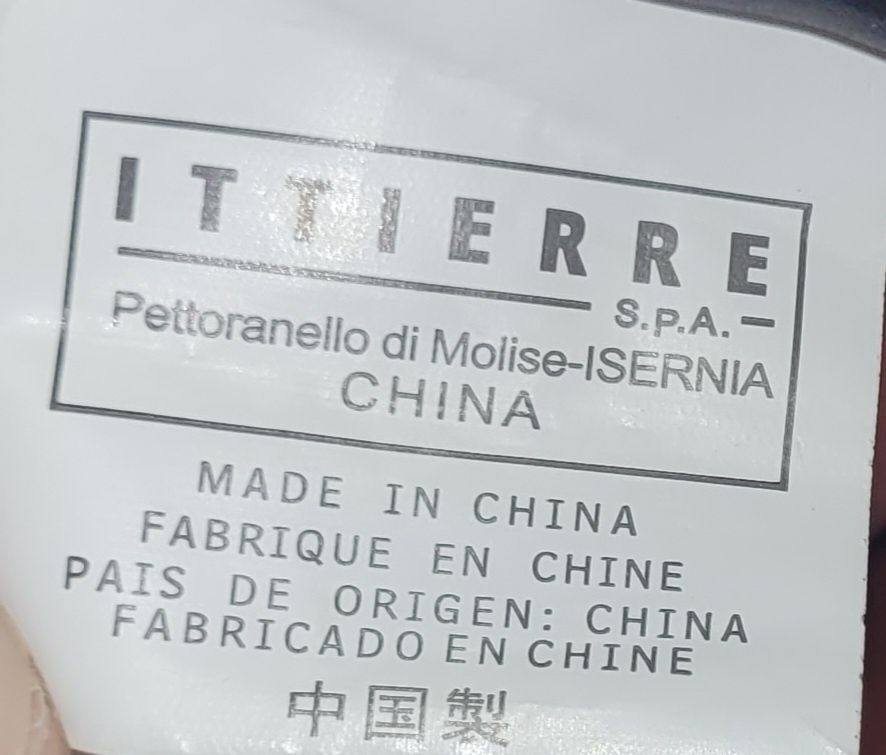 ITTIERRE
S.p.A.
Pettoranello di Molise-ISERNIA
CHINA
MADE IN CHINA
FABRIQUE EN CHINE
PAIS DE ORIGEN: CHINA
FABRICADO EN CHINE
中国製